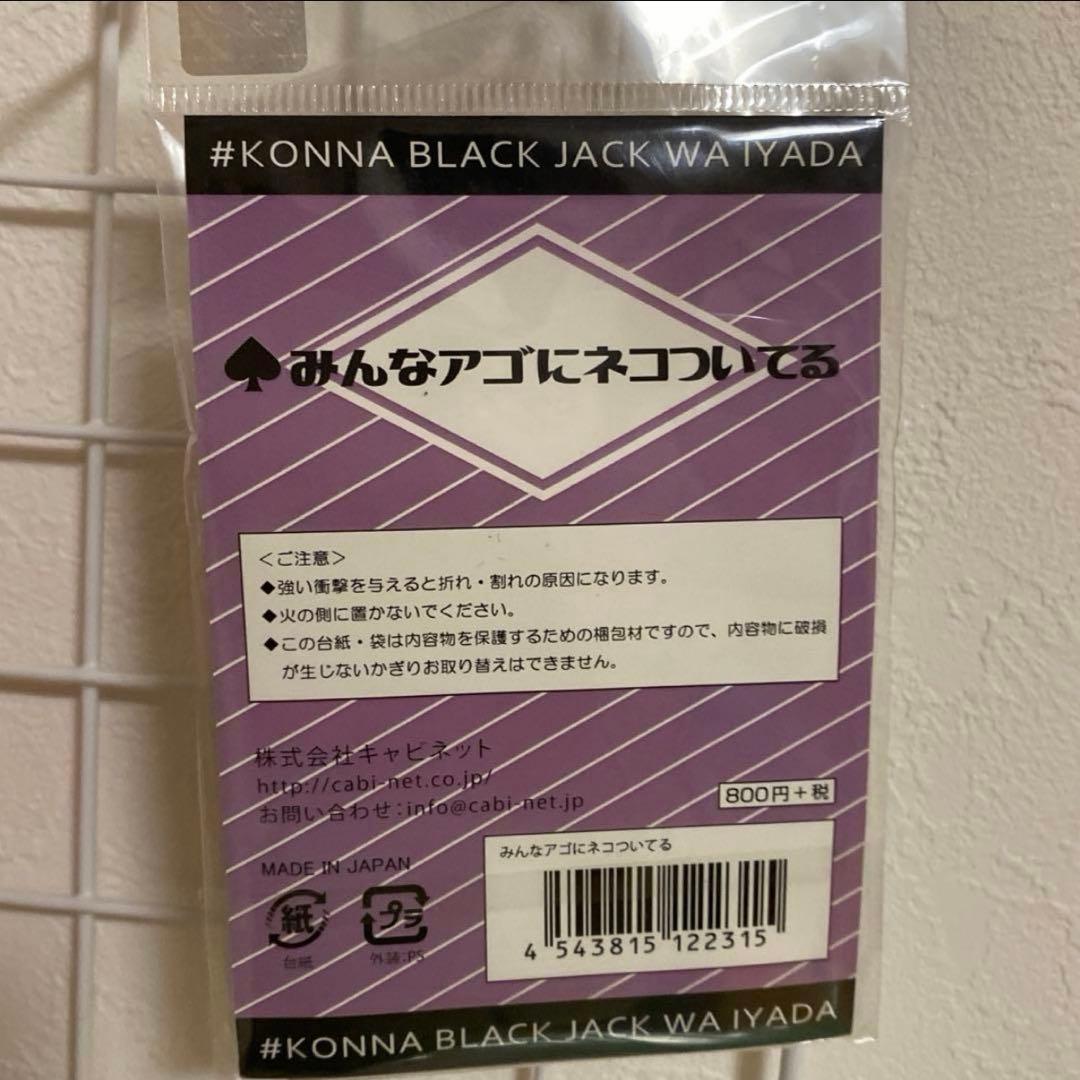 #KONNA BLACK JACK WA IYADA
♠みんなアゴにネコついてる
＜ご注意＞
◆強い衝撃を与えると折れ・割れの原因になります。
◆火の側に置かないでください。
◆この台紙・袋は内容物を保護するための梱包材ですので、内容物に破損
が生じないかぎりお取り替えはできません。
株式会社キャビネット
http://cabi-net.co.jp/
お問い合わせ：info@cabi-net.jp
800円＋税
みんなアゴにネコついてる
MADE IN JAPAN
紙
プラ
台紙
外装:PS
4 543815 122315
#KONNA BLACK JACK WA IYADA